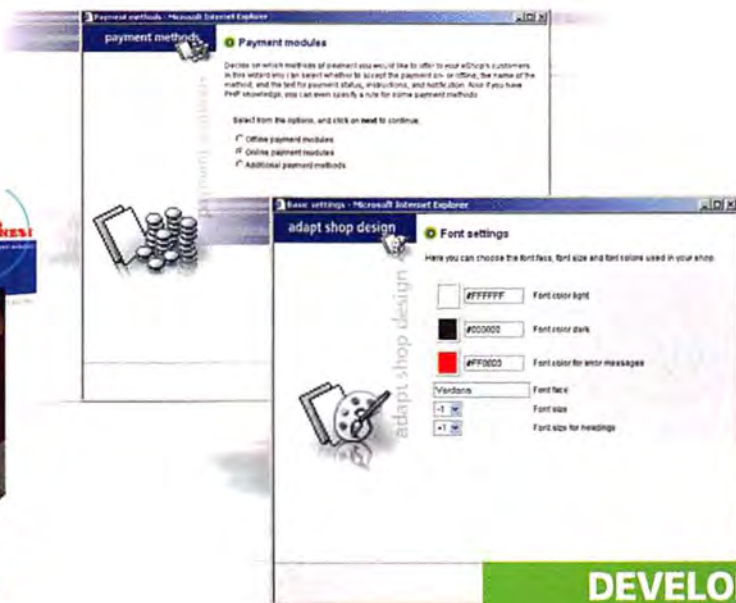 Payment methods - Microsoft Internet Explorer
payment methods
Payment modules
Decide on which methods of payment you would like to offer to your eShop's customers
In this wizard you can select whether to accept the payment on- or offline, the name of the
method, and the text for payment status, instructions, and notification. Also if you have
PHP knowledge, you can even specify a rule for some payment methods
Select from the options, and click on next to continue.
Offline payment modules
Online payment modules
Additional payment methods
Basic settings - Microsoft Internet Explorer
adapt shop design
Font settings
Here you can choose the font face, font size and font colors used in your shop.
adapt shop design
#FFFFFF Font color light
#000000 Font color dark
#FF0000 Font color for error messages
Verdana Font face
-1 Font size
+1 Font size for headings
DEVELO